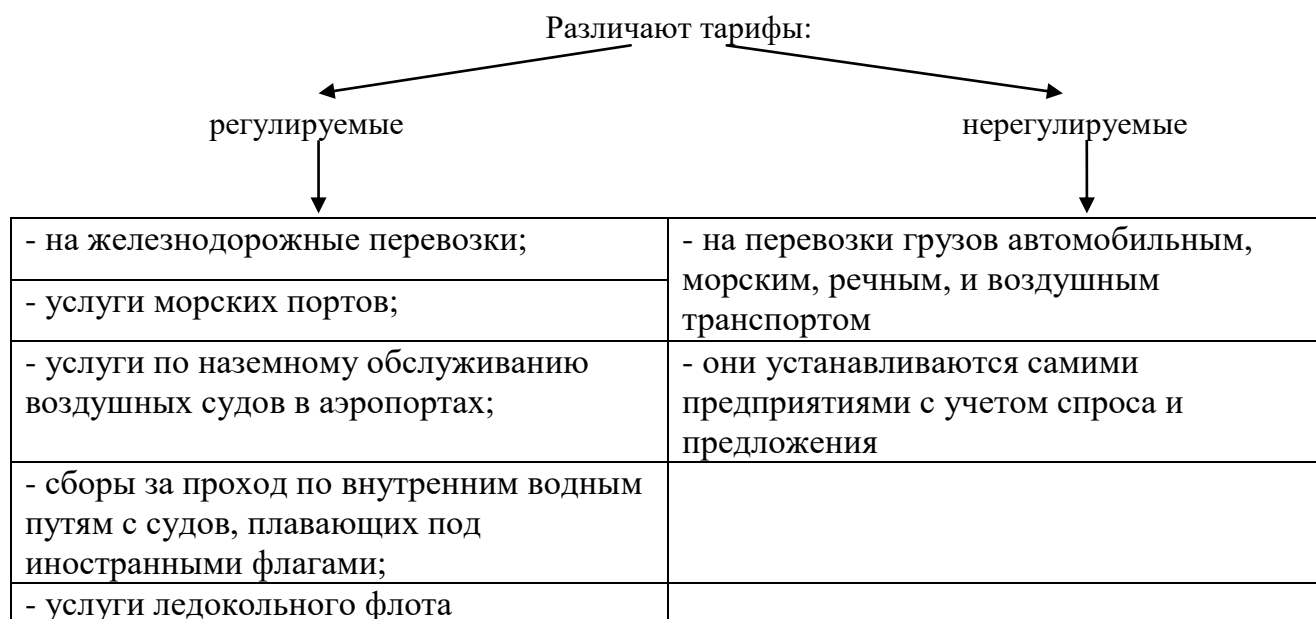 Различают тарифы:
регулируемые
нерегулируемые
- на железнодорожные перевозки;
- услуги морских портов;
- на перевозки грузов автомобильным,
морским, речным, и воздушным
транспортом
- услуги по наземному обслуживанию
воздушных судов в аэропортах;
- они устанавливаются самими
предприятиями с учетом спроса и
предложения
- сборы за проход по внутренним водным
путям с судов, плавающих под
иностранными флагами;
- услуги ледокольного флота